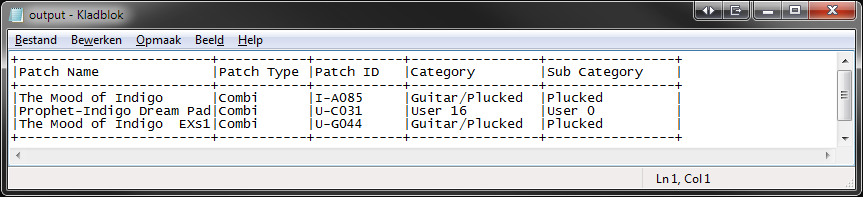 output - Kladblok
Bestand Bewerken Opmaak Beeld Help
+-------------------------+-----------+-----------+----------------+----------------+
|Patch Name               |Patch Type |Patch ID   |Category        |Sub Category    |
+-------------------------+-----------+-----------+----------------+----------------+
|The Mood of Indigo       |Combi      |I-A085     |Guitar/Plucked  |Plucked         |
|Prophet-Indigo Dream Pad|Combi      |U-C031     |User 16         |User 0          |
|The Mood of Indigo  EXs1|Combi      |U-G044     |Guitar/Plucked  |Plucked         |
+-------------------------+-----------+-----------+----------------+----------------+
Ln 1, Col 1